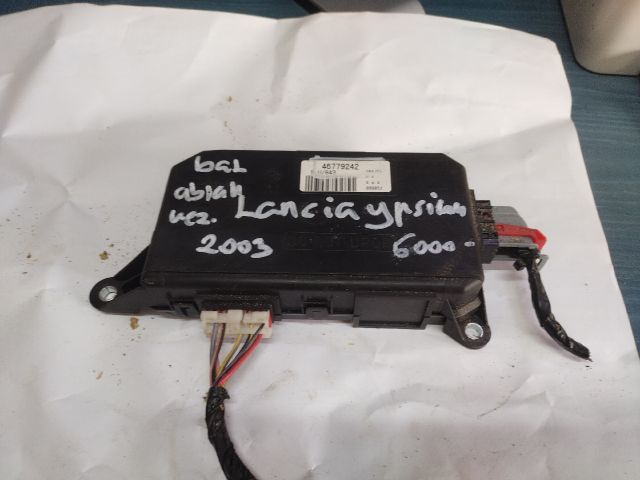 46779242
bal
ablak
vez.
Lancia ypsilon
2003
6000-